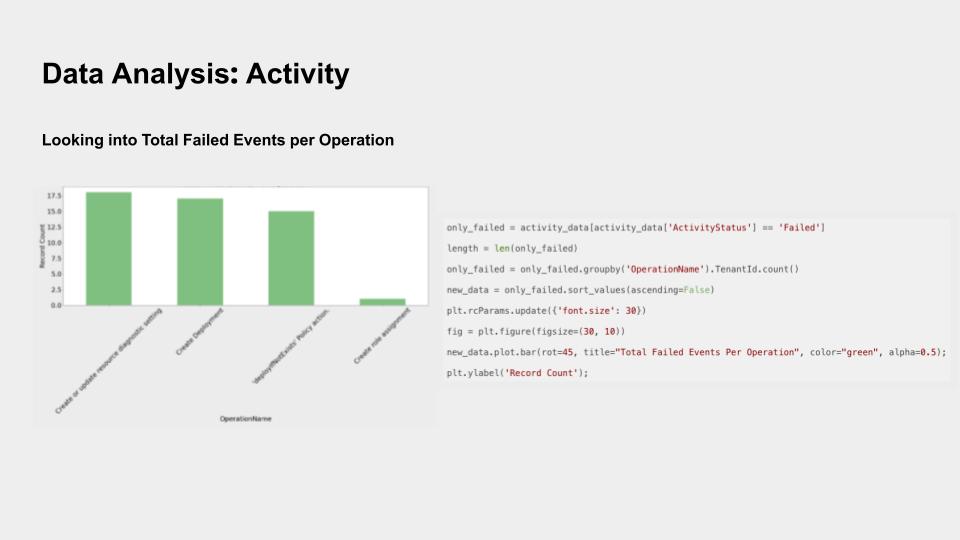 Data Analysis: Activity
Looking into Total Failed Events per Operation
17.5
15.0
12.5
10.0
7.5
5.0
2.5
0.0
Record Count
Create or update resource diagnostic setting
Create Deployment
'deployIfNotExists' Policy action.
Create role assignment
OperationName
only_failed = activity_data[activity_data['ActivityStatus'] == 'Failed']
length = len(only_failed)
only_failed = only_failed.groupby('OperationName').TenantId.count()
new_data = only_failed.sort_values(ascending=False)
plt.rcParams.update({'font.size': 30})
fig = plt.figure(figsize=(30, 10))
new_data.plot.bar(rot=45, title="Total Failed Events Per Operation", color="green", alpha=0.5);
plt.ylabel('Record Count');